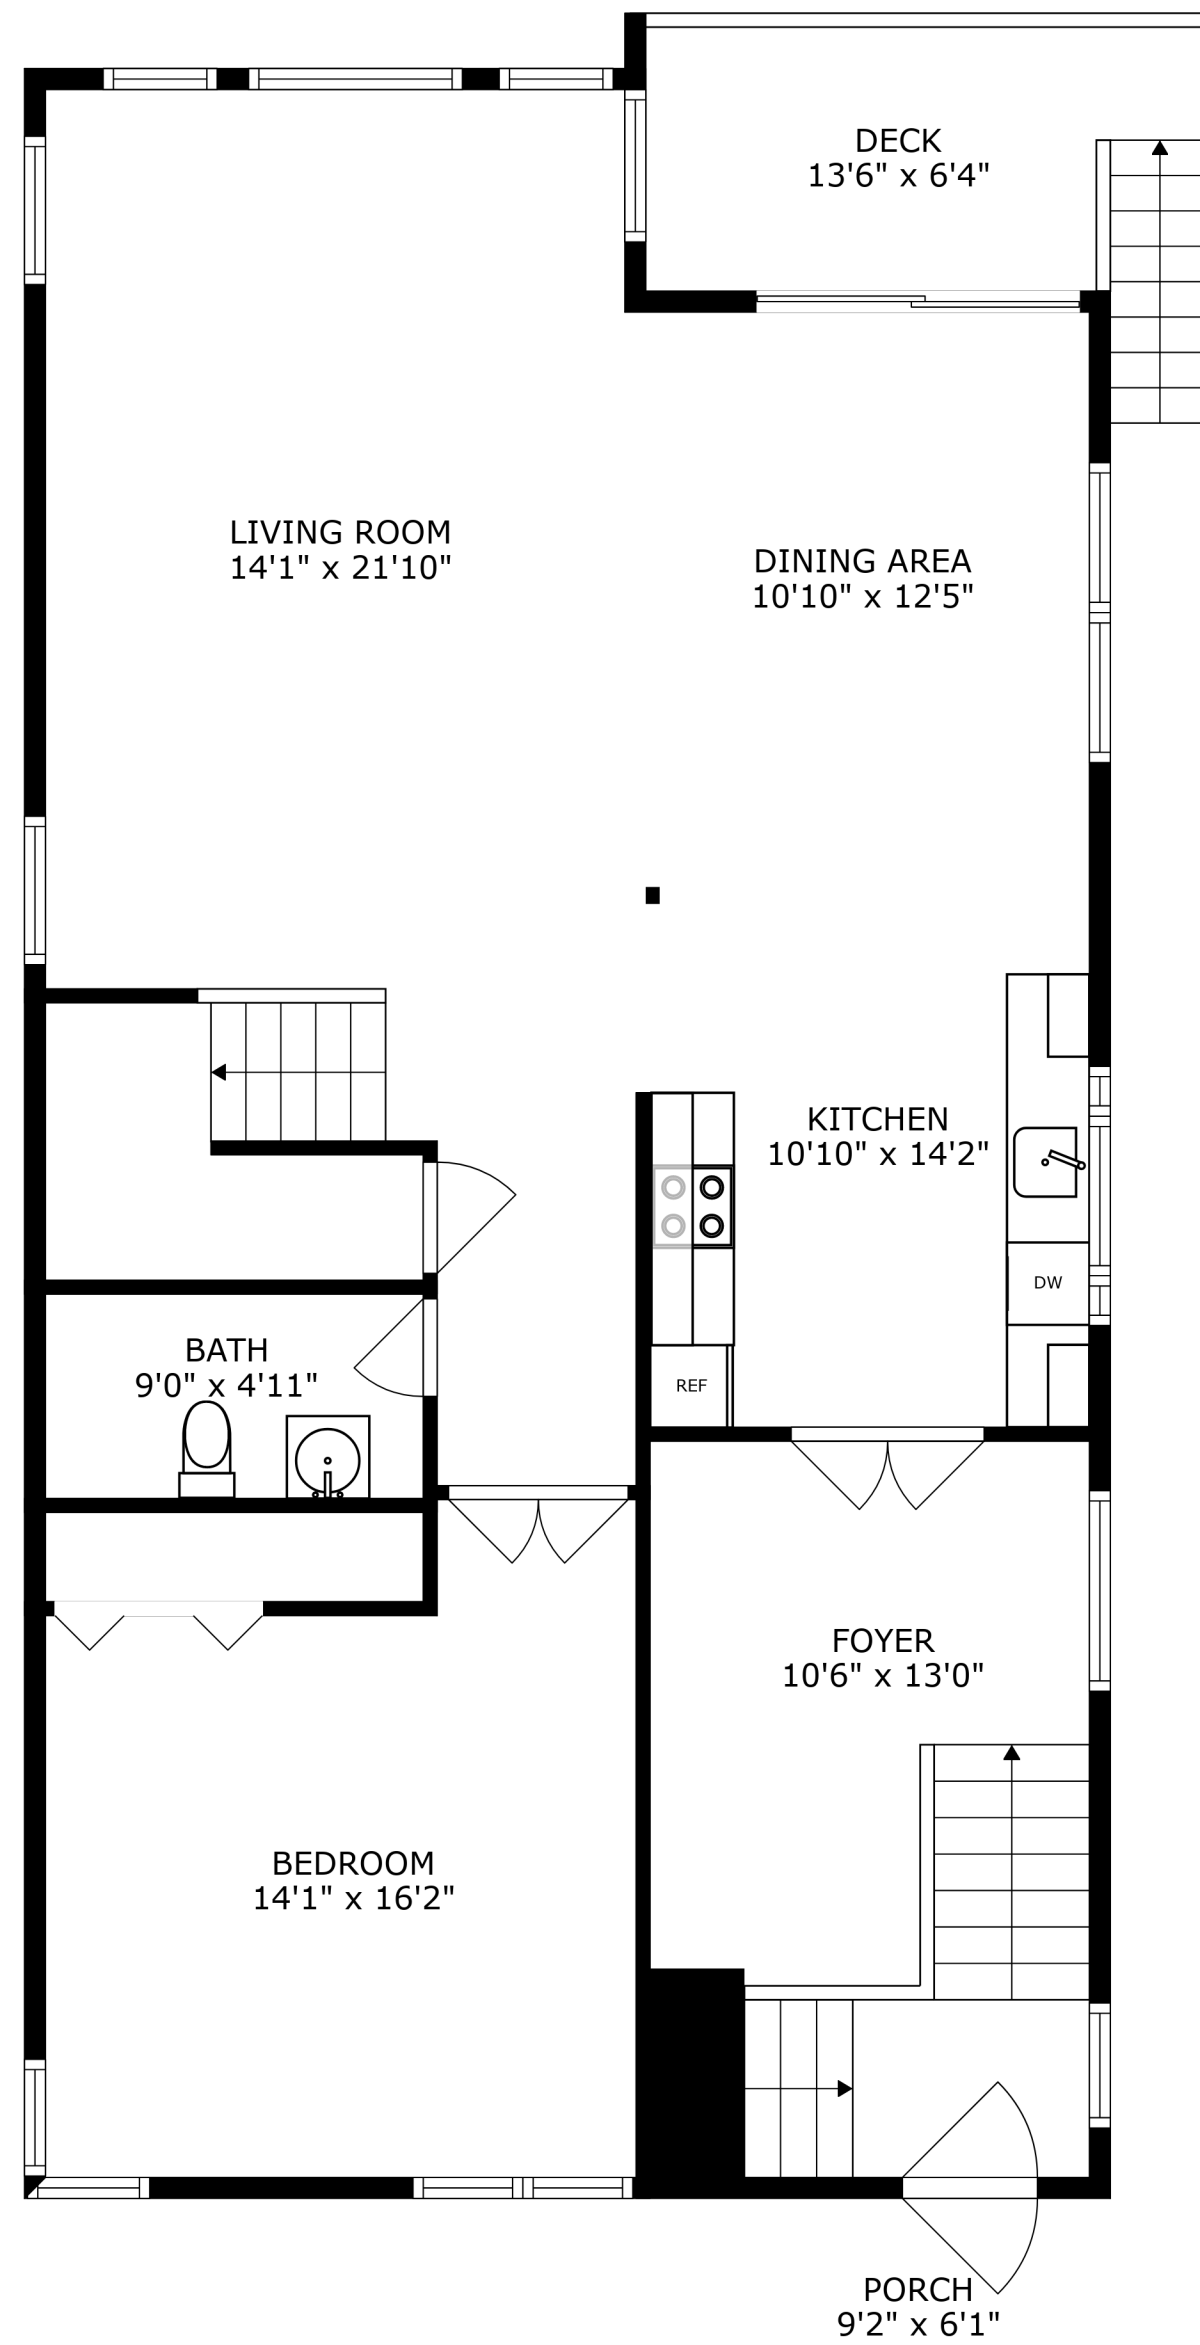 DECK
13'6" x 6'4"
LIVING ROOM
14'1" x 21'10"
DINING AREA
10'10" x 12'5"
KITCHEN
10'10" x 14'2"
DW
BATH
9'0" x 4'11"
REF
FOYER
10'6" x 13'0"
BEDROOM
14'1" x 16'2"
PORCH
9'2" x 6'1"